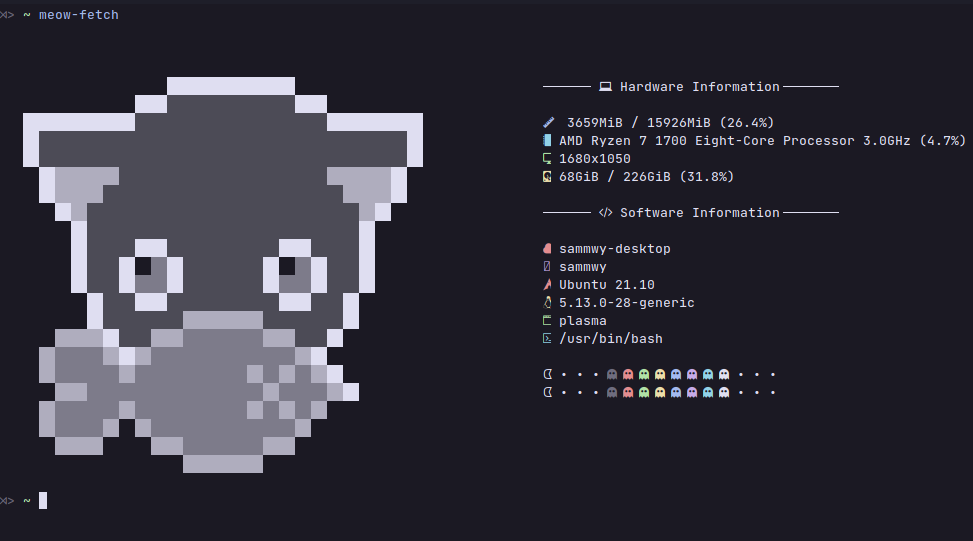 ~ meow-fetch
Hardware Information
3659MiB / 15926MiB (26.4%)
AMD Ryzen 7 1700 Eight-Core Processor 3.0GHz (4.7%)
1680x1050
68GiB / 226GiB (31.8%)
</> Software Information
sammwy-desktop
sammwy
Ubuntu 21.10
5.13.0-28-generic
plasma
/usr/bin/bash
~